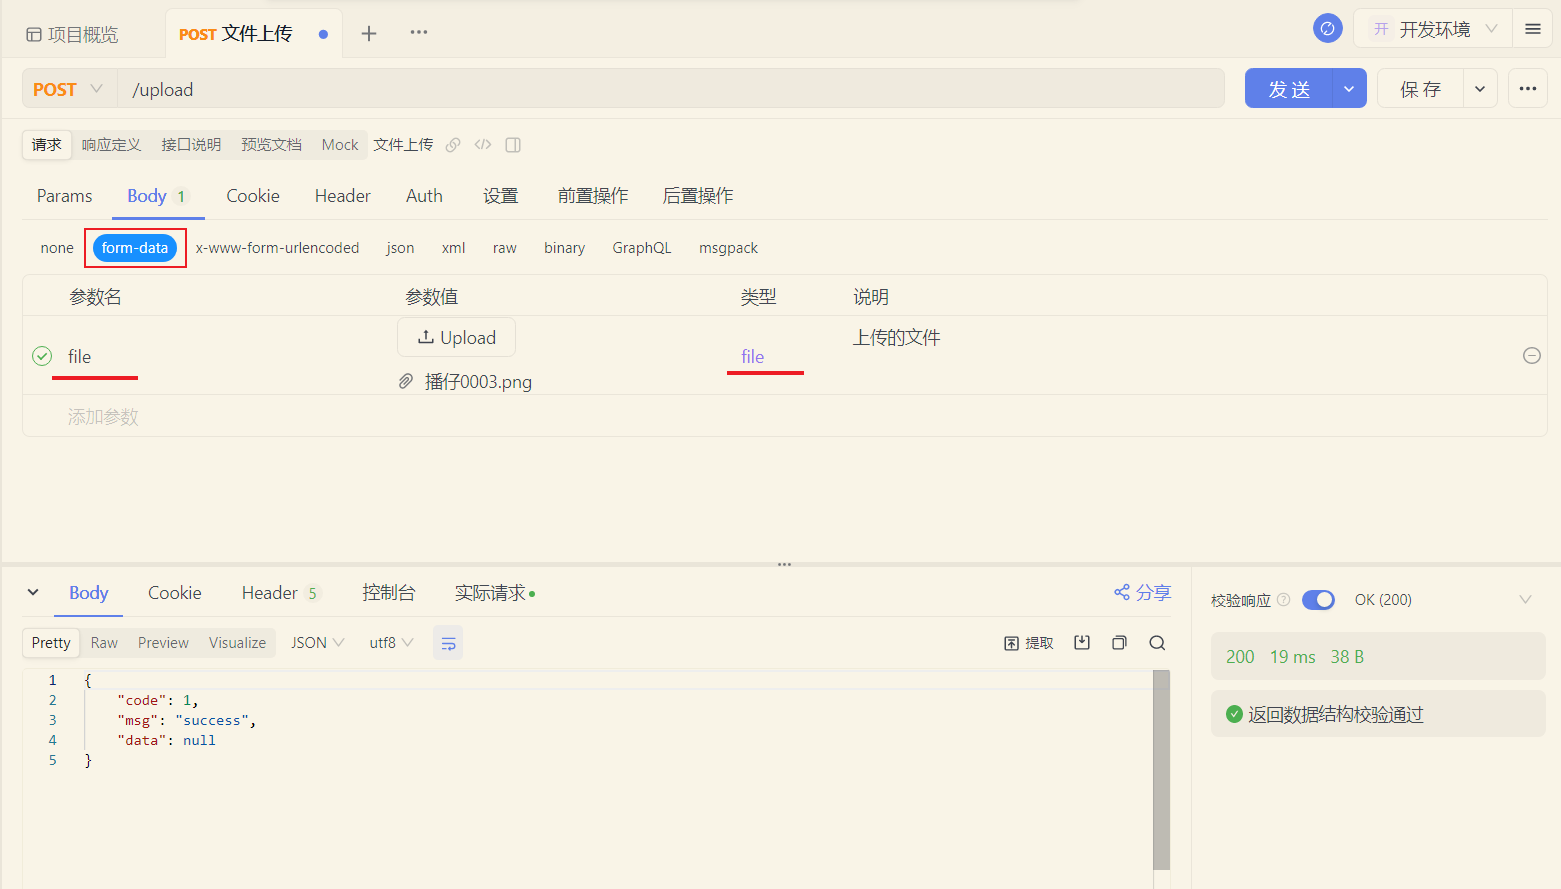 项目概览 POST 文件上传 开 开发环境
POST /upload 发 送 保 存
请求 响应定义 接口说明 预览文档 Mock 文件上传
Params Body 1 Cookie Header Auth 设置 前置操作 后置操作
none form-data x-www-form-urlencoded json xml raw binary GraphQL msgpack
参数名 参数值 类型 说明
file Upload file 上传的文件
播仔0003.png
添加参数
Body Cookie Header 5 控制台 实际请求 分享
校验响应 OK (200)
Pretty Raw Preview Visualize JSON utf8 提取
200 19 ms 38 B
返回数据结构校验通过
1 {
2 "code": 1,
3 "msg": "success",
4 "data": null
5 }